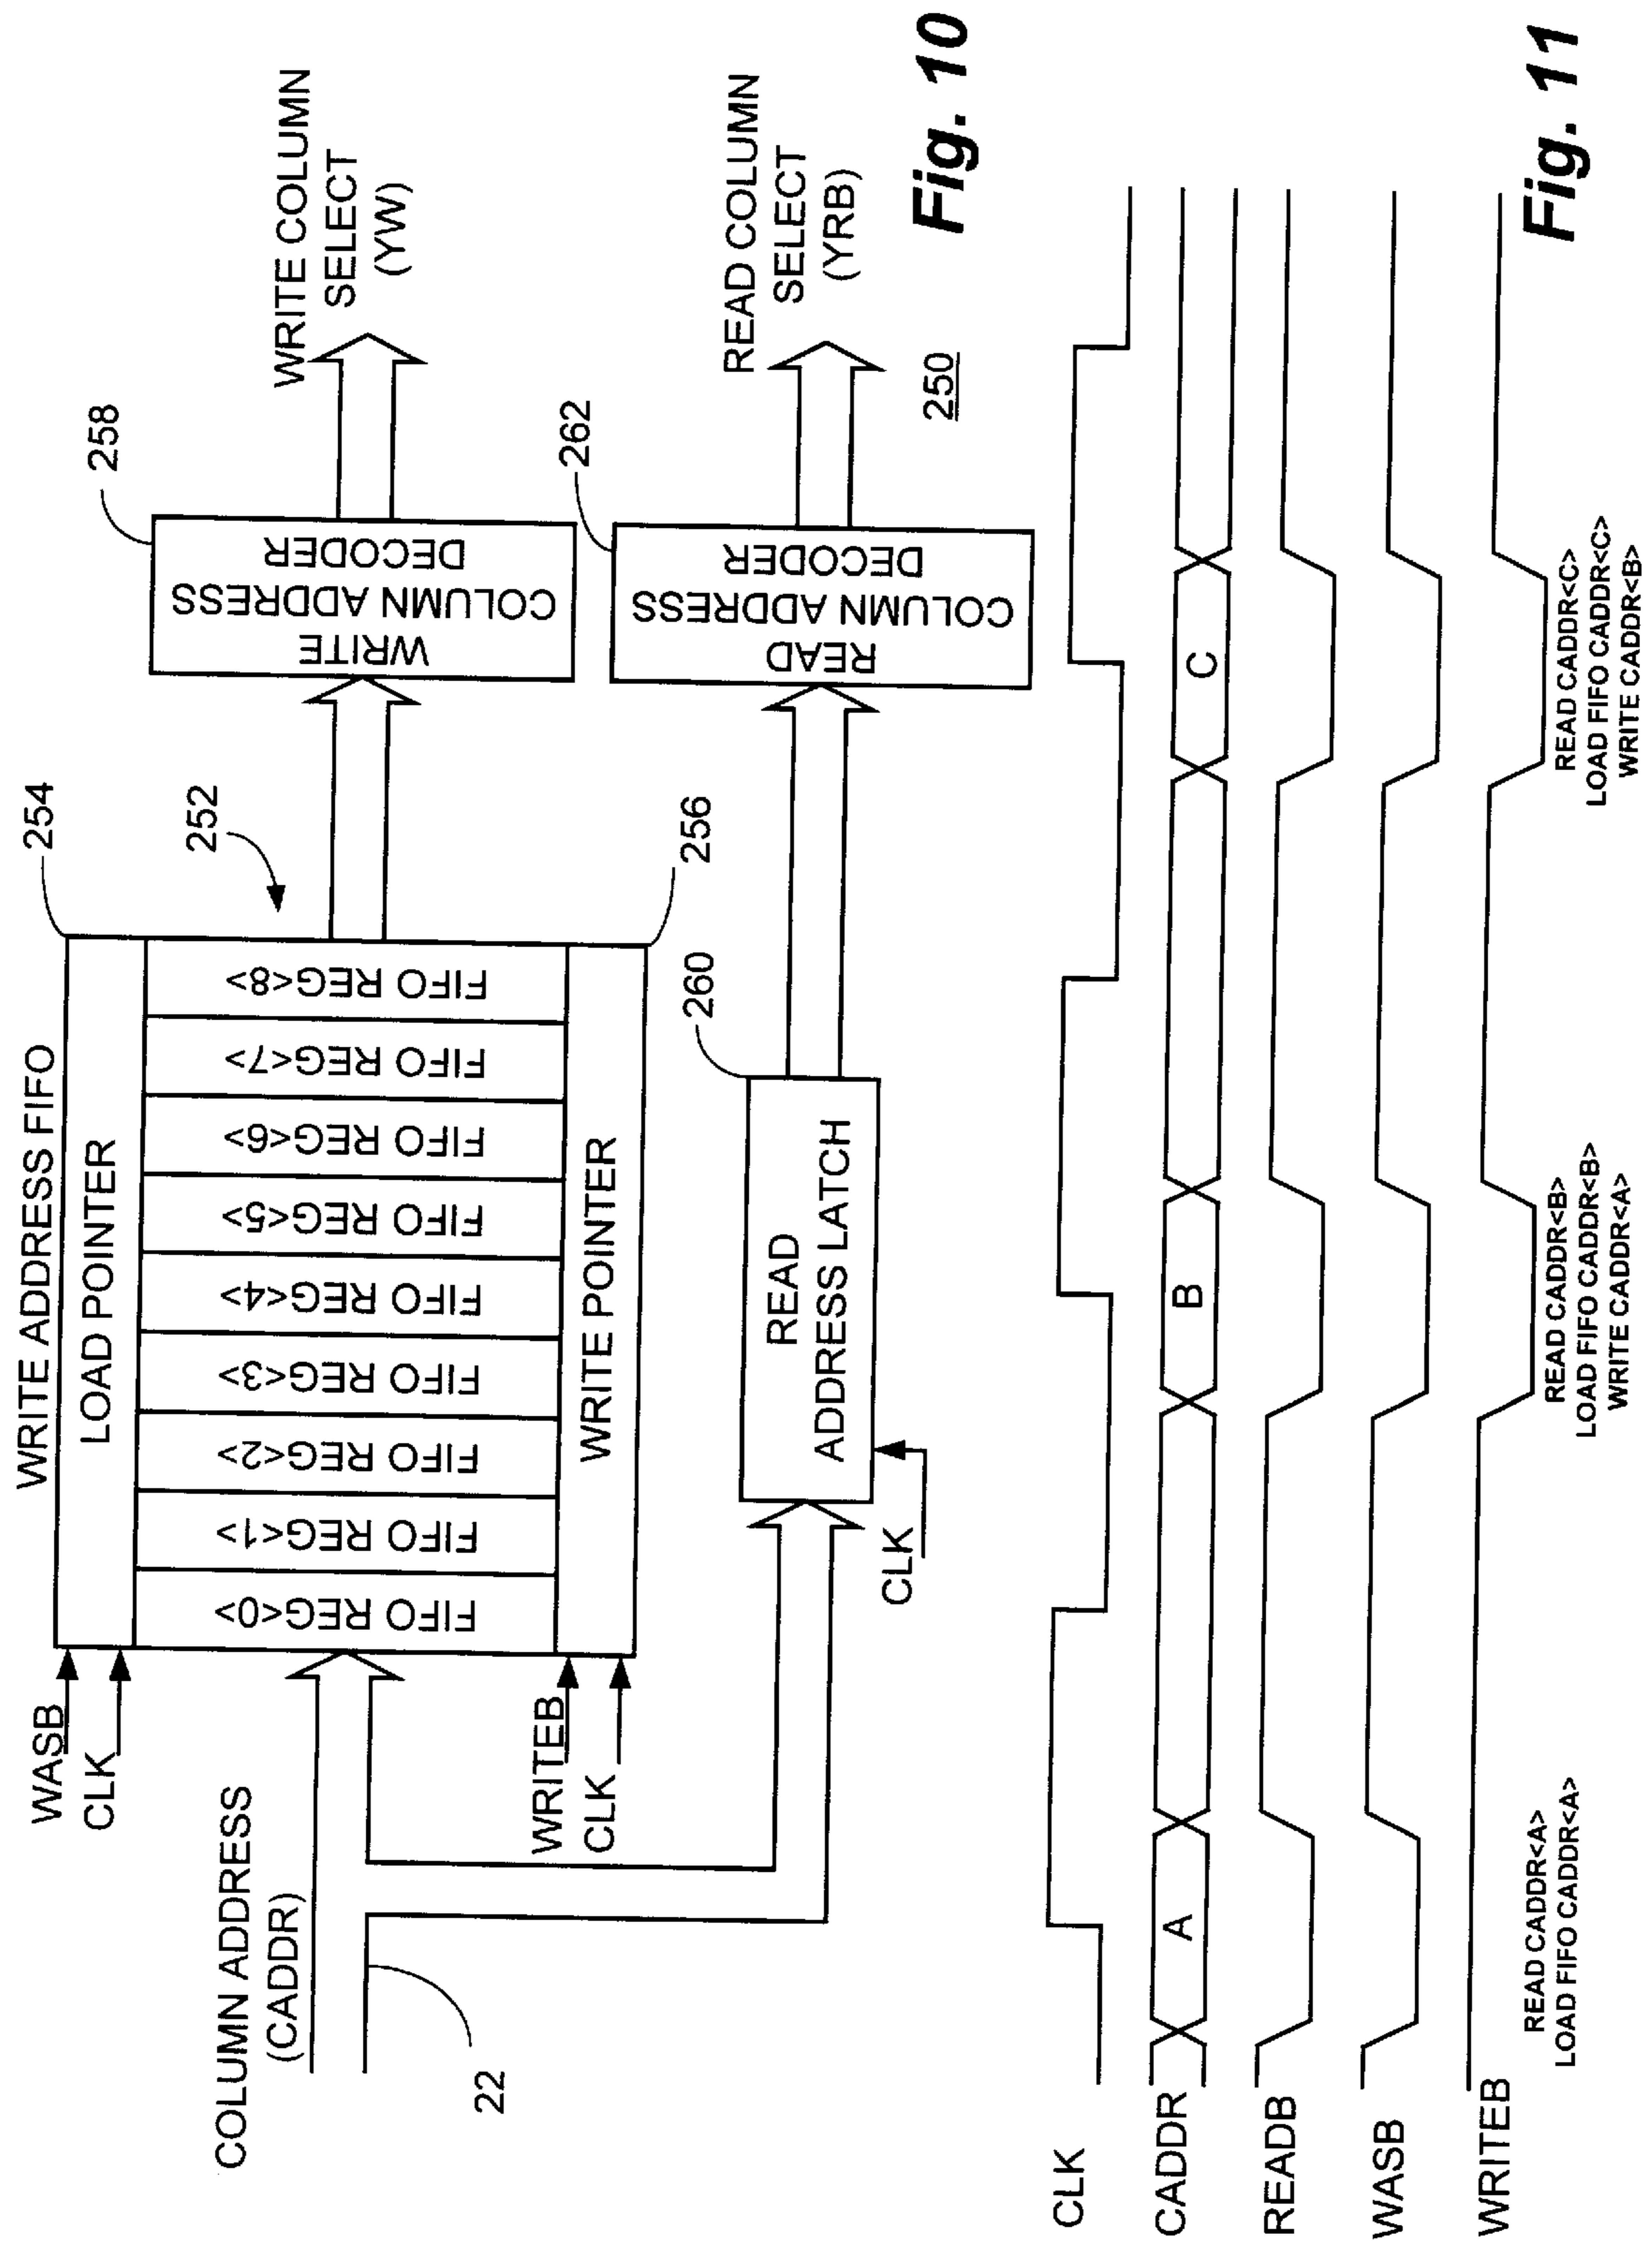 WRITE ADDRESS FIFO
254
WASB
CLK
LOAD POINTER
252
258
COLUMN ADDRESS
(CADDR)
FIFO REG<0>
FIFO REG<1>
FIFO REG<2>
FIFO REG<3>
FIFO REG<4>
FIFO REG<5>
FIFO REG<6>
FIFO REG<7>
FIFO REG<8>
WRITE
COLUMN ADDRESS
DECODER
WRITE COLUMN
SELECT
(YW)
22
WRITEB
CLK
WRITE POINTER
256
260
READ
ADDRESS LATCH
CLK
262
READ
COLUMN ADDRESS
DECODER
READ COLUMN
SELECT
(YRB)
250
Fig. 10
CLK
CADDR
A
B
C
READB
WASB
WRITEB
READ CADDR<A>
LOAD FIFO CADDR<A>
READ CADDR<B>
LOAD FIFO CADDR<B>
WRITE CADDR<A>
READ CADDR<C>
LOAD FIFO CADDR<C>
WRITE CADDR<B>
Fig. 11